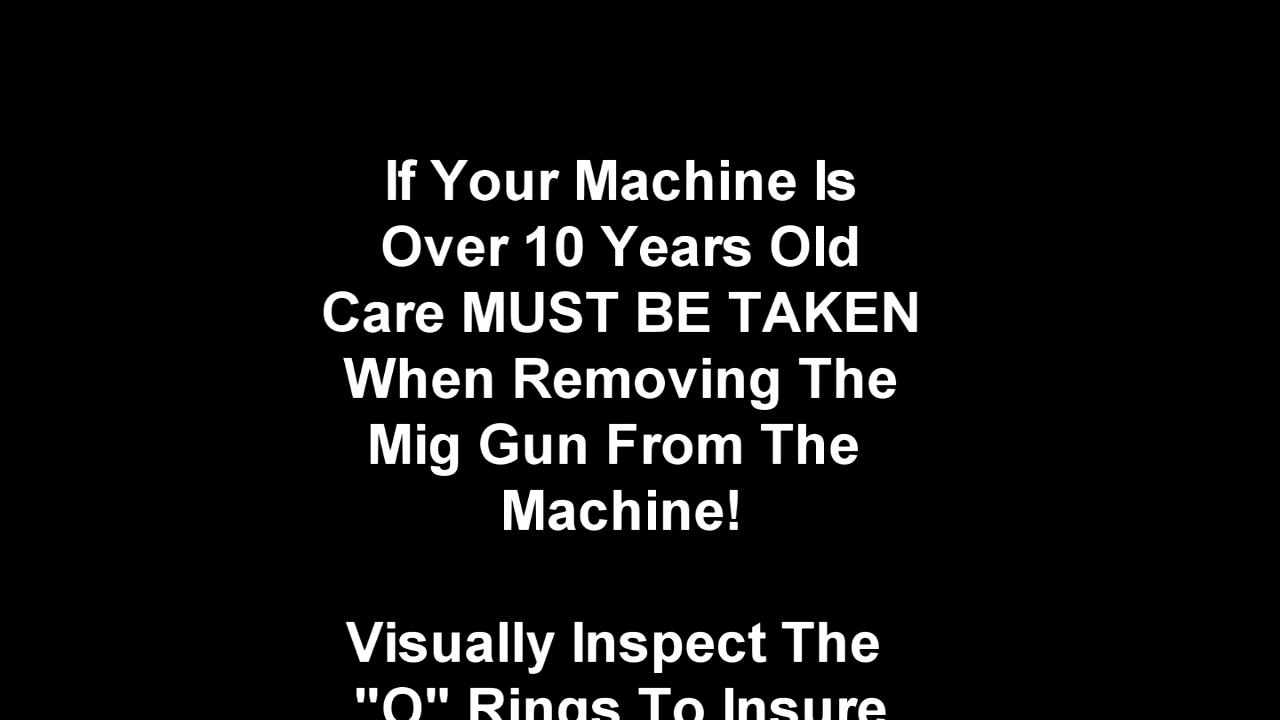 If Your Machine Is
Over 10 Years Old
Care MUST BE TAKEN
When Removing The
Mig Gun From The
Machine!
Visually Inspect The
"O" Rings To Insure